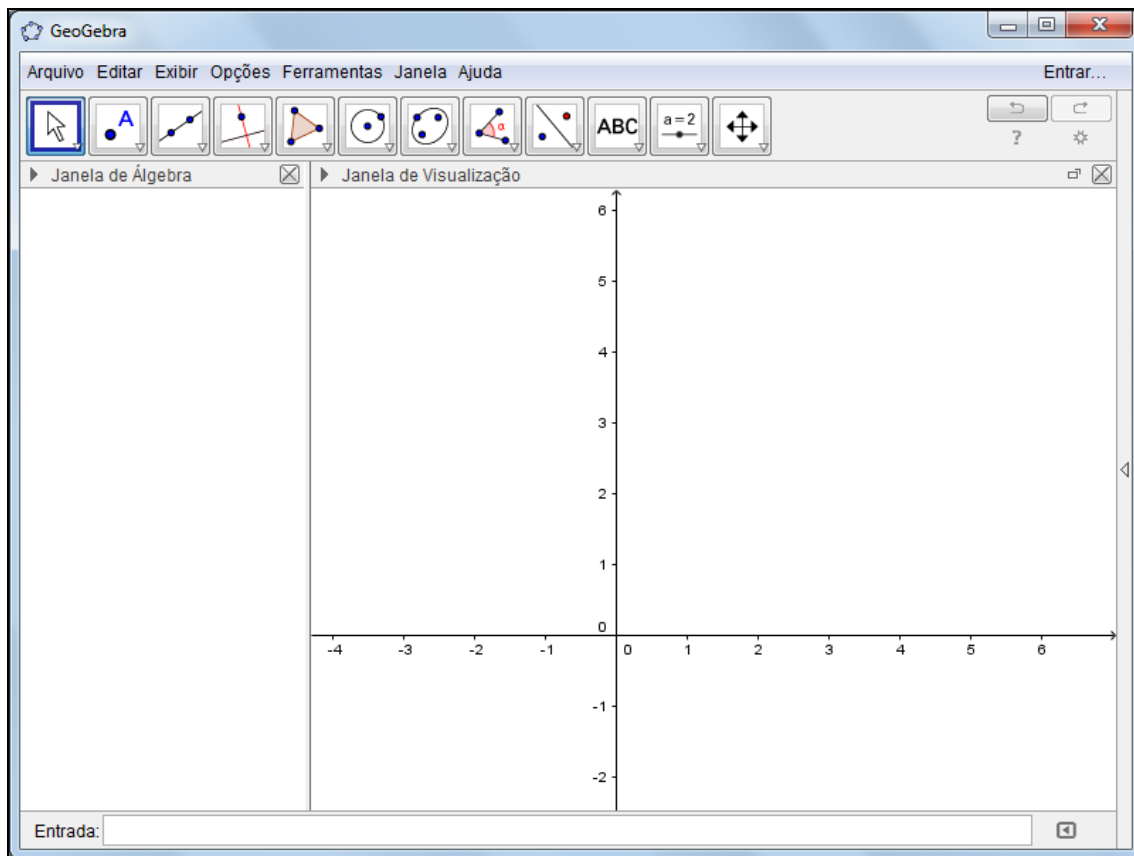 GeoGebra
Arquivo Editar Exibir Opções Ferramentas Janela Ajuda Entrar...
A α ABC a = 2 ?
Janela de Álgebra Janela de Visualização
6
5
4
3
2
1
0
-4 -3 -2 -1 0 1 2 3 4 5 6
-1
-2
Entrada: